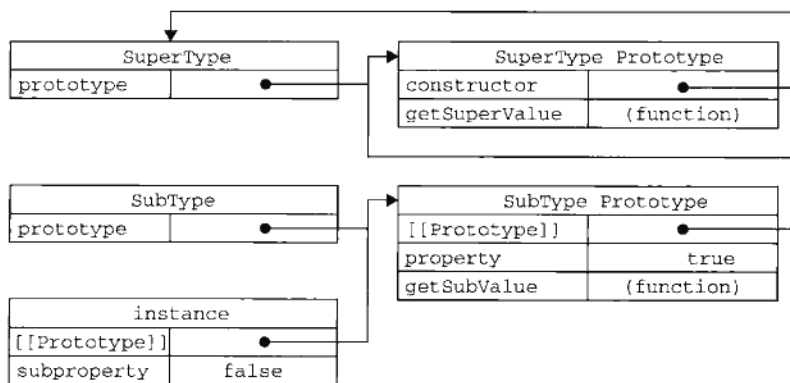 SuperType
prototype
SuperType Prototype
constructor
getSuperValue (function)
SubType
prototype
SubType Prototype
[[Prototype]]
property true
getSubValue (function)
instance
[[Prototype]]
subproperty false